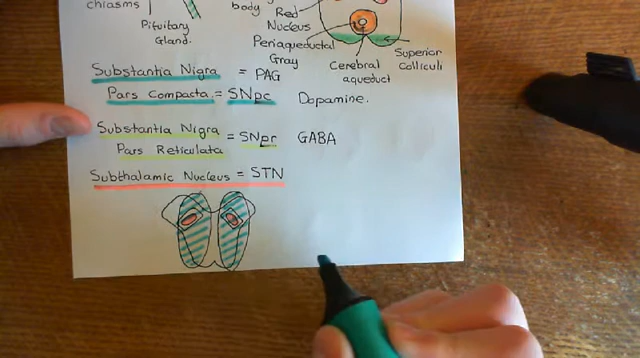 chiasms
Pituitary
Gland.
body
Red
Nucleus
Periaqueductal
Gray
Cerebral
aqueduct
Superior
Colliculi
Substantia Nigra = PAG
Pars Compacta = SNpc Dopamine.
Substantia Nigra
Pars Reticulata = SNpr GABA
Subthalamic Nucleus = STN